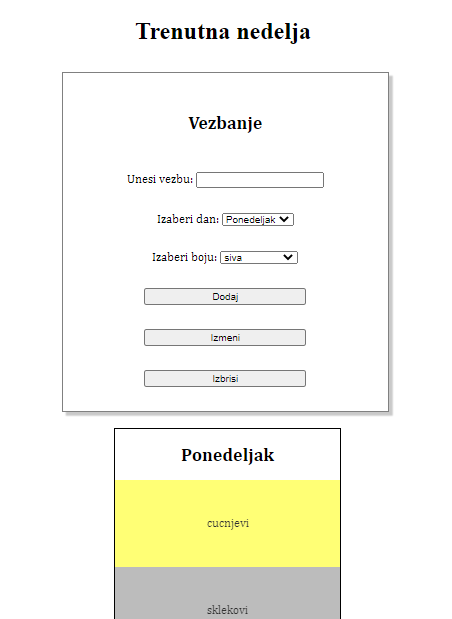 Trenutna nedelja
Vezbanje
Unesi vezbu:
Izaberi dan: Ponedeljak
Izaberi boju: siva
Dodaj
Izmeni
Izbrisi
Ponedeljak
cucnjevi
sklekovi